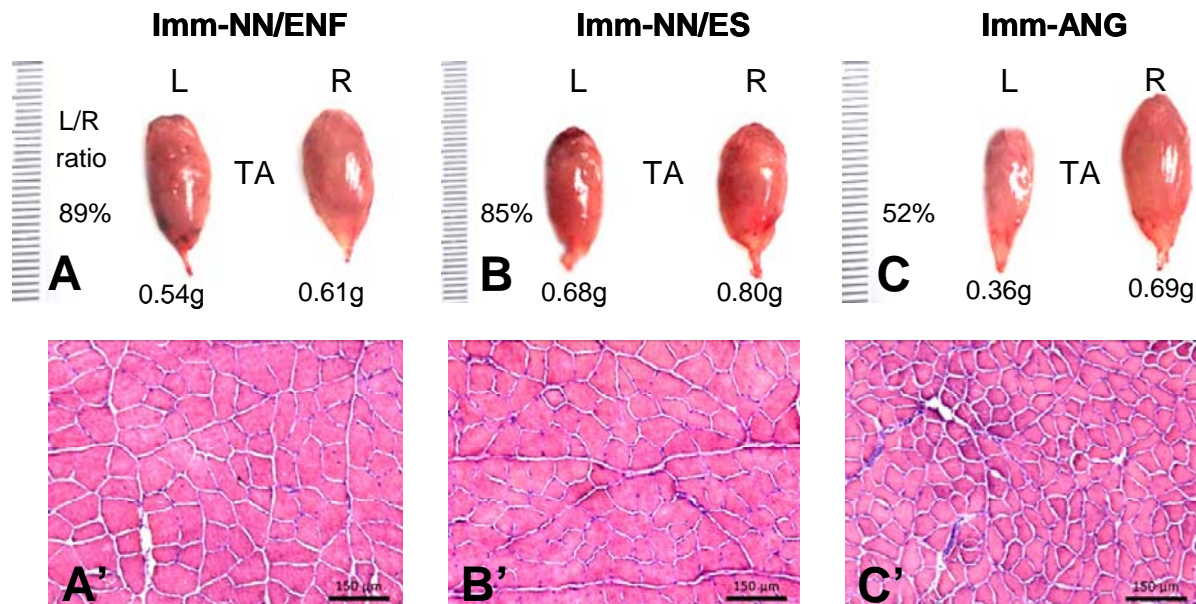 Imm-NN/ENF
Imm-NN/ES
Imm-ANG
L
R
L/R
ratio
TA
89%
A
0.54g
0.61g
L
R
TA
85%
B
0.68g
0.80g
L
R
TA
52%
C
0.36g
0.69g
A’
150 µm
B’
150 µm
C’
150 µm